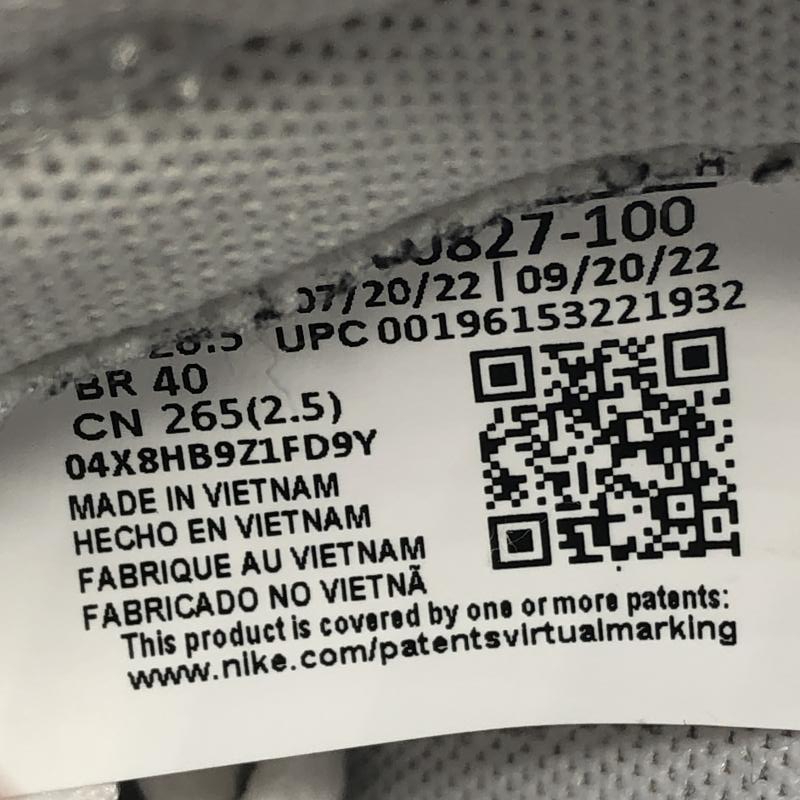 827-100
07/20/22 | 09/20/22
26.5 UPC 00196153221932
BR 40
CN 265(2.5)
04X8HB9Z1FD9Y
MADE IN VIETNAM
HECHO EN VIETNAM
FABRIQUE AU VIETNAM
FABRICADO NO VIETNÃ
This product is covered by one or more patents:
www.nike.com/patentsvirtualmarking